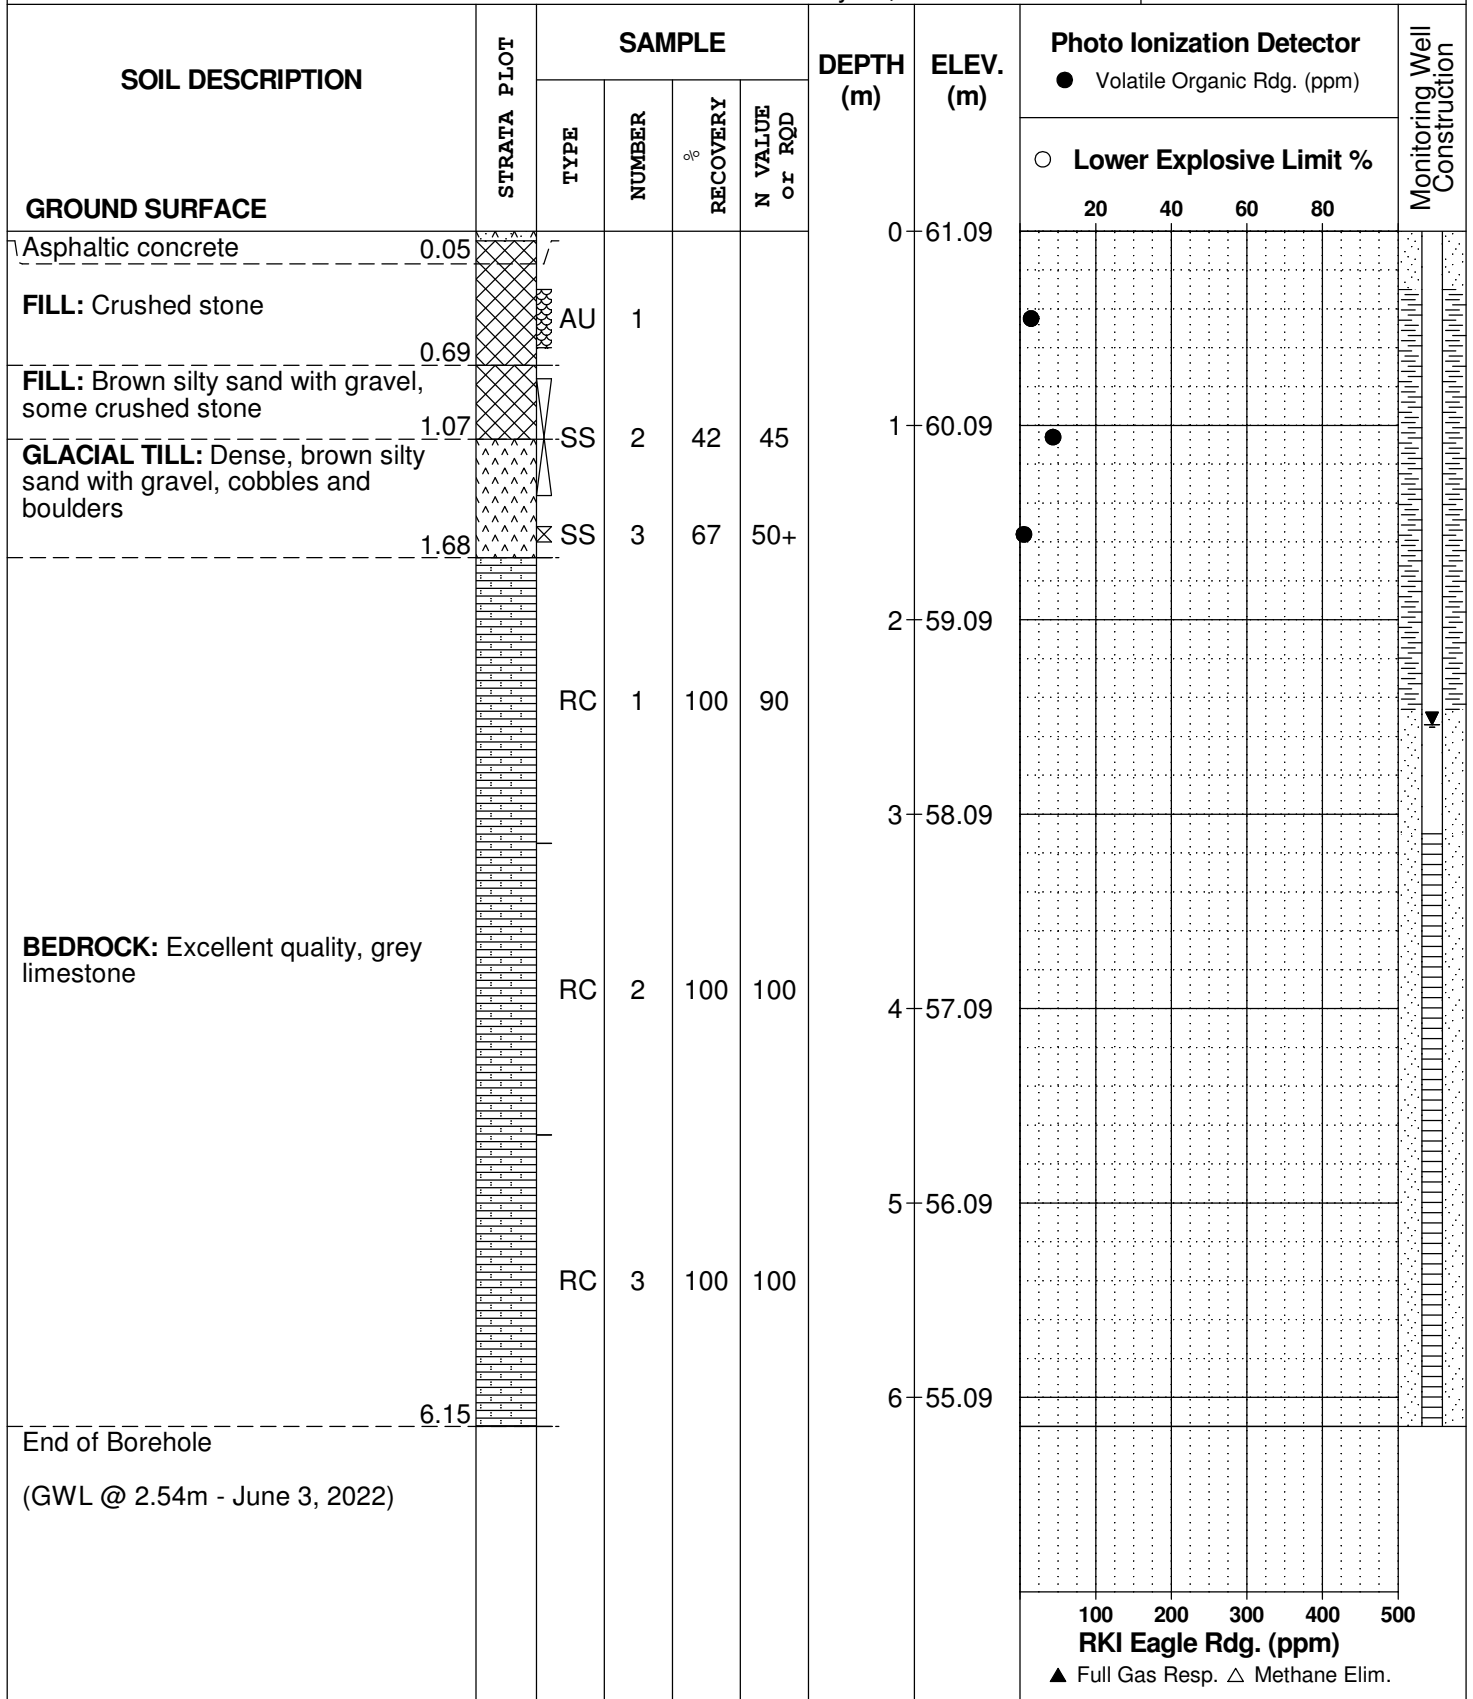 SOIL DESCRIPTION
GROUND SURFACE
STRATA PLOT
SAMPLE
TYPE
NUMBER
%
RECOVERY
N VALUE
or RQD
DEPTH
(m)
ELEV.
(m)
Photo Ionization Detector
● Volatile Organic Rdg. (ppm)
○ Lower Explosive Limit %
20 40 60 80
Monitoring Well
Construction
0 61.09
Asphaltic concrete 0.05
FILL: Crushed stone
AU 1
0.69
FILL: Brown silty sand with gravel,
some crushed stone
1.07
SS 2 42 45
1 60.09
GLACIAL TILL: Dense, brown silty
sand with gravel, cobbles and
boulders
1.68
SS 3 67 50+
2 59.09
RC 1 100 90
3 58.09
BEDROCK: Excellent quality, grey
limestone
RC 2 100 100
4 57.09
5 56.09
RC 3 100 100
6 55.09
6.15
End of Borehole
(GWL @ 2.54m - June 3, 2022)
100 200 300 400 500
RKI Eagle Rdg. (ppm)
▲ Full Gas Resp. △ Methane Elim.